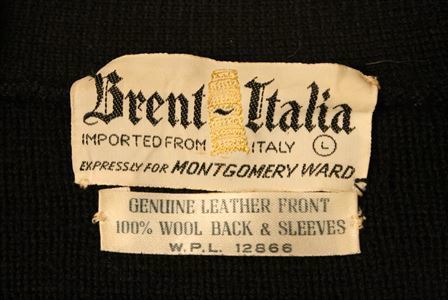 Brent-Italia
IMPORTED FROM ITALY L
EXPRESSLY FOR MONTGOMERY WARD
GENUINE LEATHER FRONT
100% WOOL BACK & SLEEVES
W.P.L. 12866